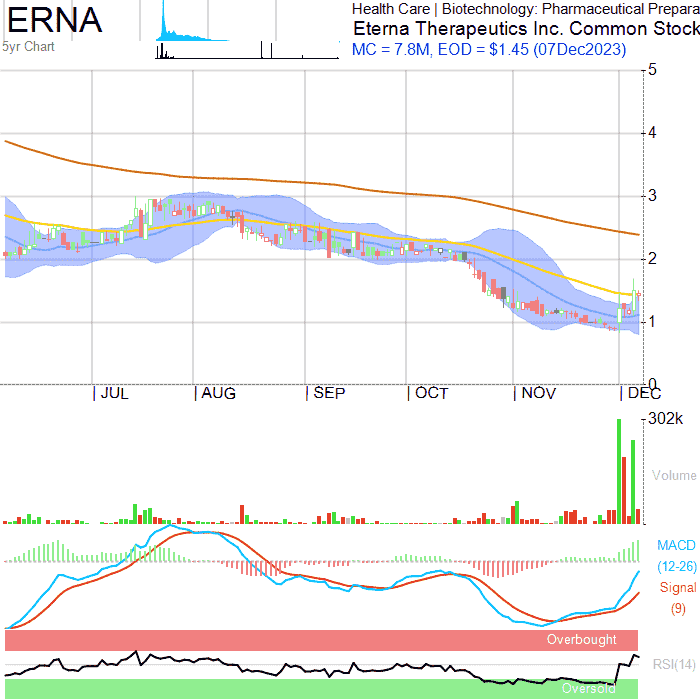 ERNA
5yr Chart
Health Care | Biotechnology: Pharmaceutical Prepara
Eterna Therapeutics Inc. Common Stock
MC = 7.8M, EOD = $1.45 (07Dec2023)
5
4
3
2
1
0
JUL AUG SEP OCT NOV DEC
302k
Volume
MACD
(12-26)
Signal
(9)
Overbought
RSI(14)
Oversold